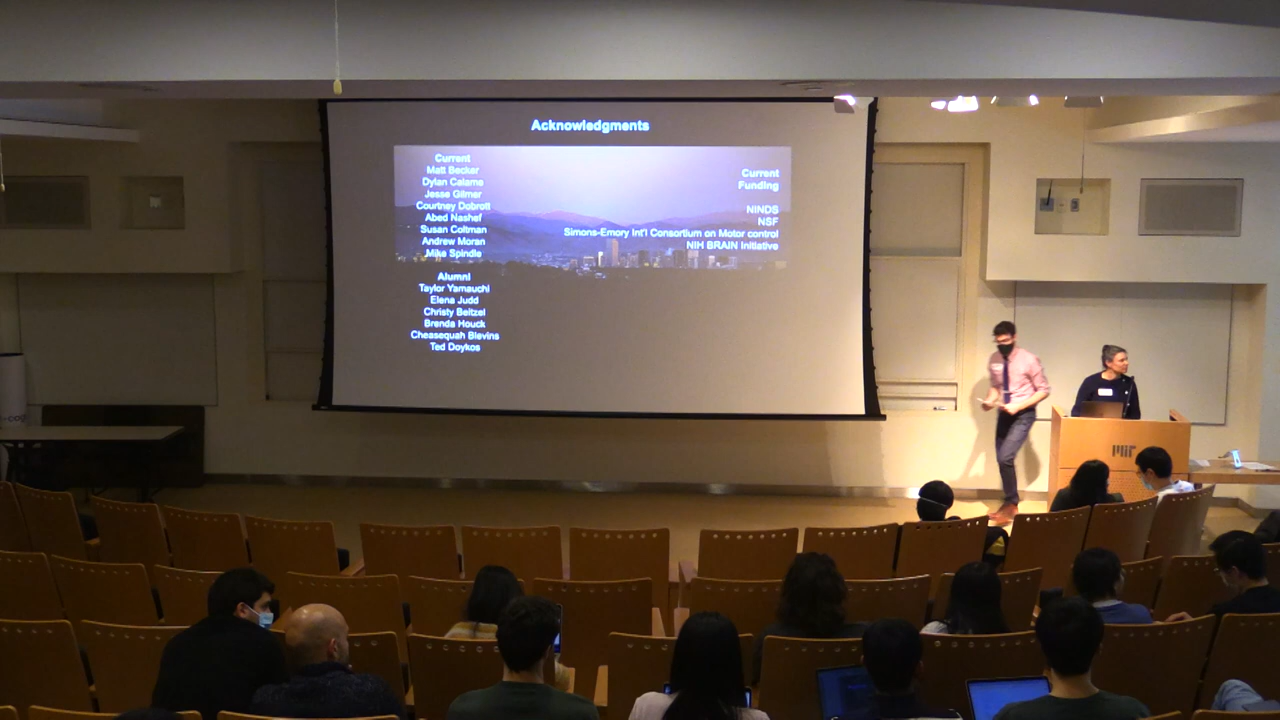 Acknowledgments
Current
Matt Becker
Dylan Calame
Jesse Gilmer
Courtney Dobrott
Abed Nashef
Susan Coltman
Andrew Moran
Mike Spindle
Alumni
Taylor Yamauchi
Elena Judd
Christy Beitzel
Brenda Houck
Cheasequah Blevins
Ted Doykos
Current
Funding
NINDS
NSF
Simons-Emory Int'l Consortium on Motor control
NIH BRAIN Initiative
MIT